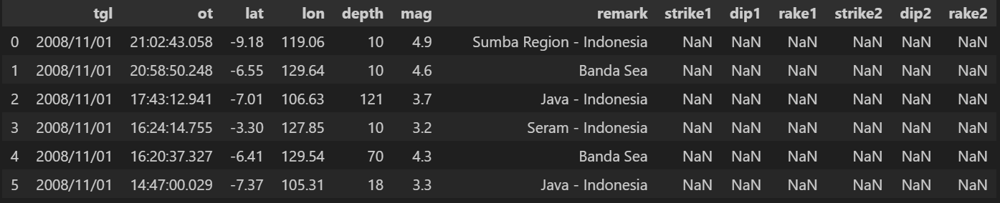 tgl ot lat lon depth mag remark strike1 dip1 rake1 strike2 dip2 rake2
0 2008/11/01 21:02:43.058 -9.18 119.06 10 4.9 Sumba Region - Indonesia NaN NaN NaN NaN NaN NaN
1 2008/11/01 20:58:50.248 -6.55 129.64 10 4.6 Banda Sea NaN NaN NaN NaN NaN NaN
2 2008/11/01 17:43:12.941 -7.01 106.63 121 3.7 Java - Indonesia NaN NaN NaN NaN NaN NaN
3 2008/11/01 16:24:14.755 -3.30 127.85 10 3.2 Seram - Indonesia NaN NaN NaN NaN NaN NaN
4 2008/11/01 16:20:37.327 -6.41 129.54 70 4.3 Banda Sea NaN NaN NaN NaN NaN NaN
5 2008/11/01 14:47:00.029 -7.37 105.31 18 3.3 Java - Indonesia NaN NaN NaN NaN NaN NaN